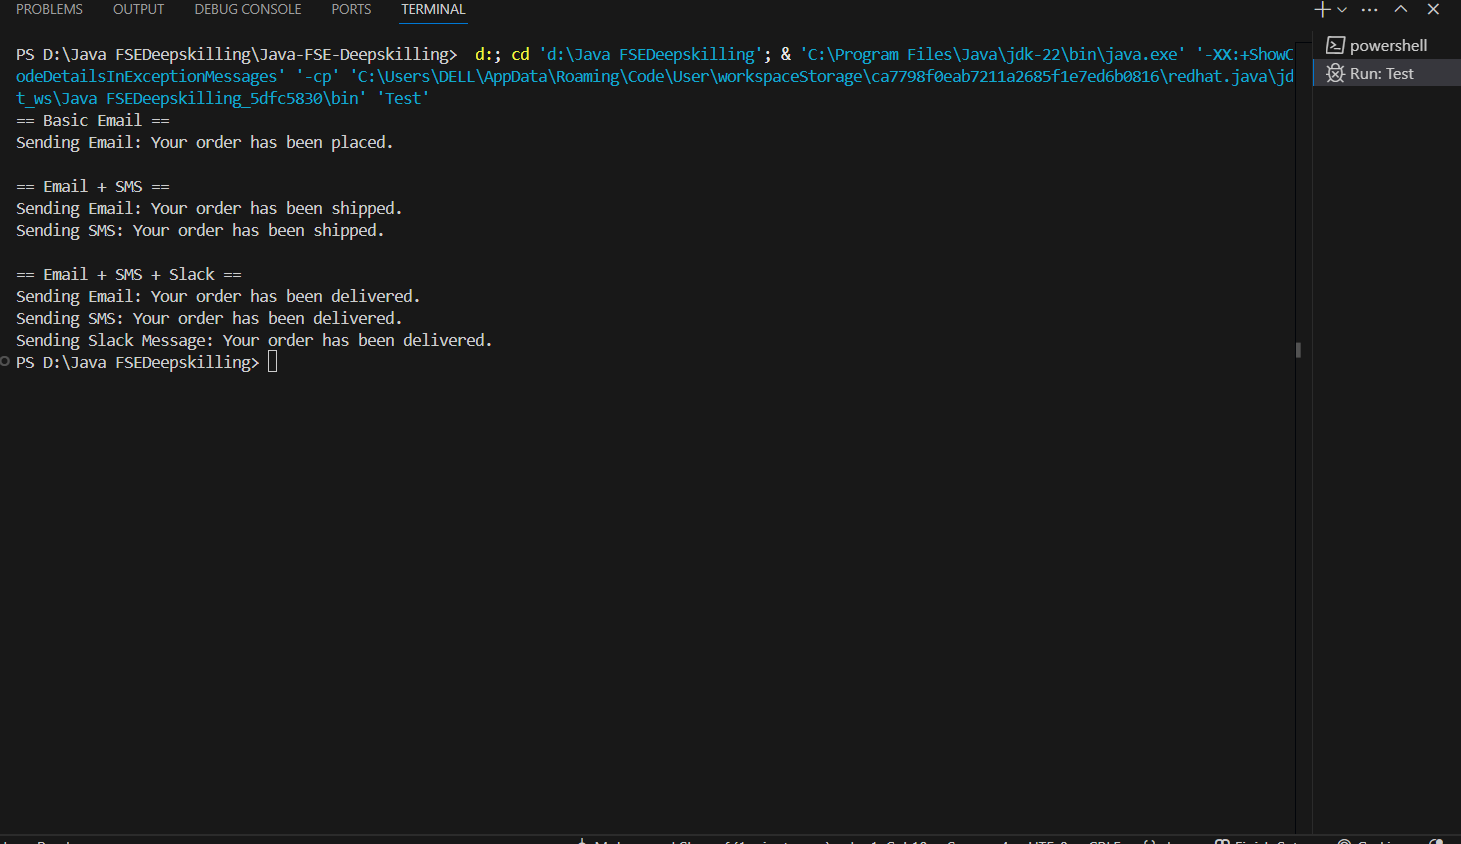 PROBLEMS OUTPUT DEBUG CONSOLE PORTS TERMINAL
PS D:\Java FSEDeepskilling\Java-FSE-Deepskilling>  d:; cd 'd:\Java FSEDeepskilling'; & 'C:\Program Files\Java\jdk-22\bin\java.exe' '-XX:+ShowC
odeDetailsInExceptionMessages' '-cp' 'C:\Users\DELL\AppData\Roaming\Code\User\workspaceStorage\ca7798f0eab7211a2685f1e7ed6b0816\redhat.java\jd
t_ws\Java FSEDeepskilling_5dfc5830\bin' 'Test'
== Basic Email ==
Sending Email: Your order has been placed.
== Email + SMS ==
Sending Email: Your order has been shipped.
Sending SMS: Your order has been shipped.
== Email + SMS + Slack ==
Sending Email: Your order has been delivered.
Sending SMS: Your order has been delivered.
Sending Slack Message: Your order has been delivered.
PS D:\Java FSEDeepskilling>
powershell
Run: Test